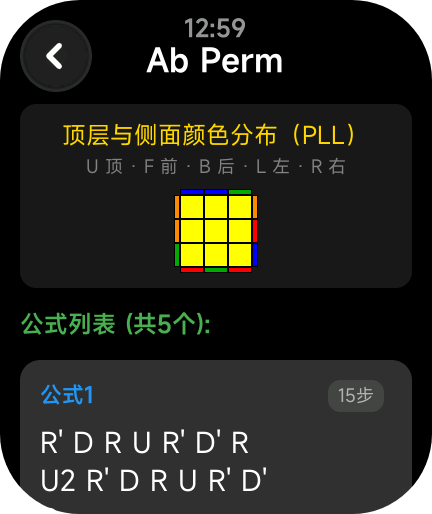 12:59
Ab Perm
顶层与侧面颜色分布（PLL）
U 顶 · F 前 · B 后 · L 左 · R 右
公式列表 (共5个):
公式1
15步
R' D R U R' D' R
U2 R' D R U R' D'